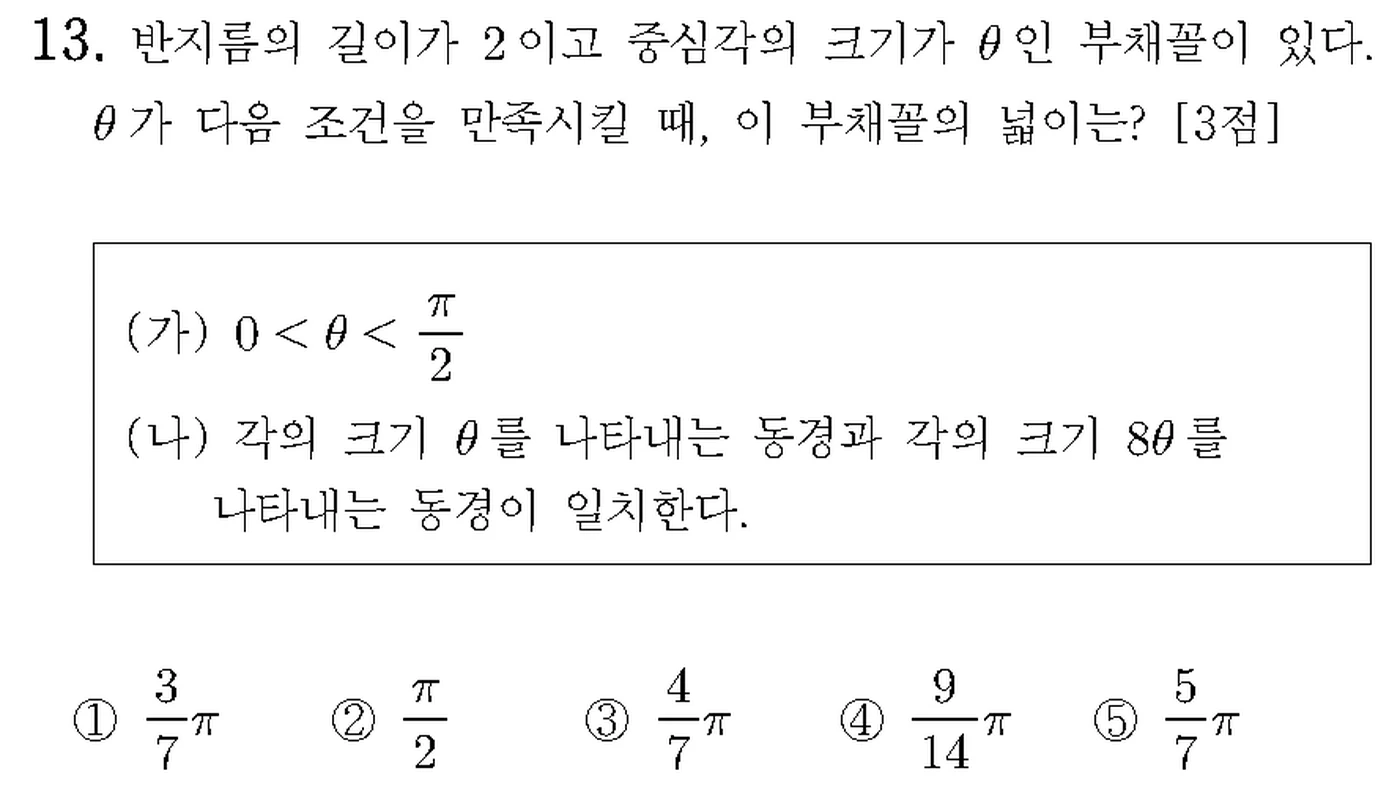 13. 반지름의 길이가 2이고 중심각의 크기가 θ인 부채꼴이 있다.
θ가 다음 조건을 만족시킬 때, 이 부채꼴의 넓이는? [3점]
(가) 0 < θ < π/2
(나) 각의 크기 θ를 나타내는 동경과 각의 크기 8θ를
나타내는 동경이 일치한다.
① 3/7 π ② π/2 ③ 4/7 π ④ 9/14 π ⑤ 5/7 π